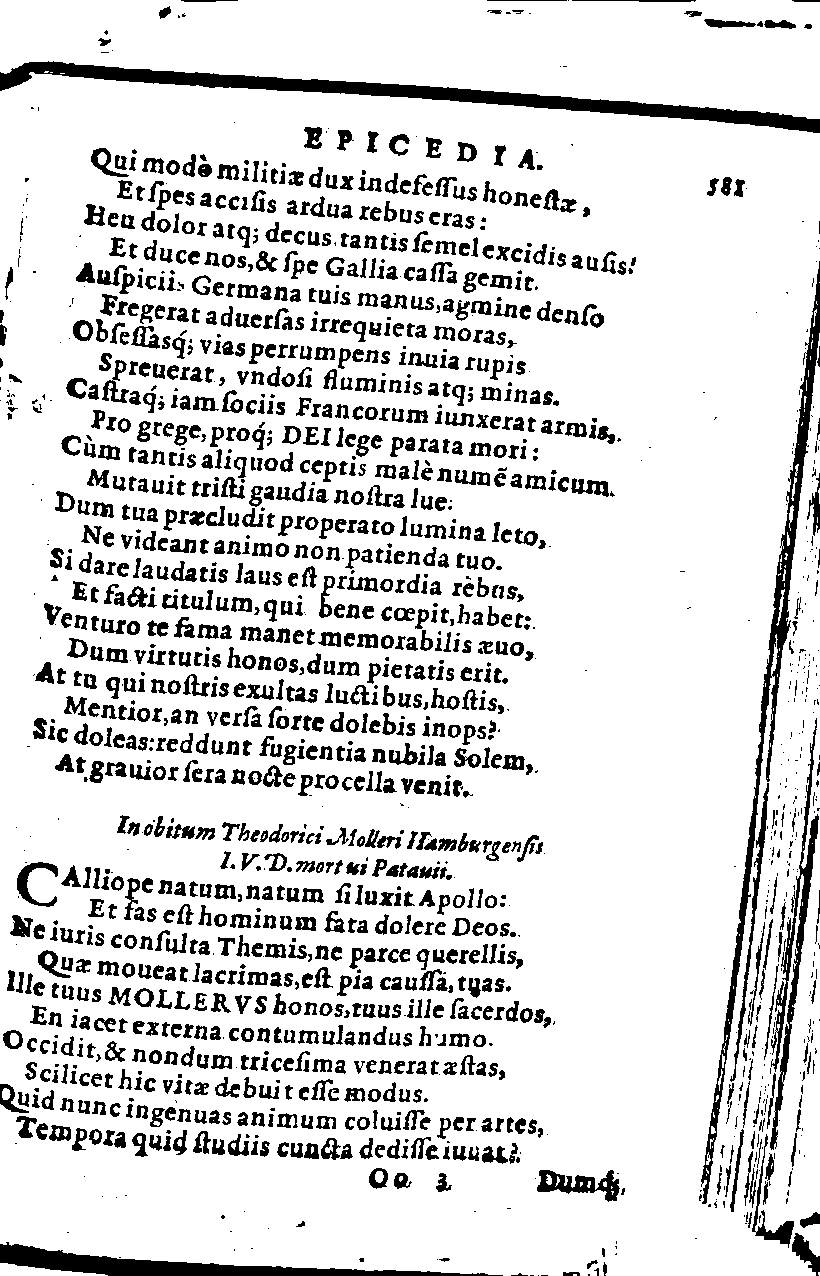 EPICEDIA.
581
Qui modò militiæ dux indefeſſus honeſtæ,
Et ſpes acciſis ardua rebus eras:
Heu dolor atq; decus tantis ſemel excidis auſis!
Et duce nos, & ſpe Gallia caſſa gemit.
Auſpiciis Germana tuis manus, agmine denſo
Fregerat aduerſas irrequieta moras,
Obſeſſasq́; vias perrumpens inuia rupis
Spreuerat, vndoſi fluminis atq; minas.
Caſtraq́; iam ſociis Francorum iunxerat armis,
Pro grege, proq́; DEI lege parata mori:
Cùm tantis aliquod ceptis malè numẽ amicum
Mutauit triſti gaudia noſtra lue:
Dum tua præcludit properato lumina leto,
Ne videant animo non patienda tuo.
Si dare laudatis laus eſt primordia rèbus,
Et facti titulum, qui bene cœpit, habet:
Venturo te fama manet memorabilis æuo,
Dum virtutis honos, dum pietatis erit.
At tu qui noſtris exultas luctibus, hoſtis,
Mentior, an verſa ſorte dolebis inops?
Sic doleas: reddunt fugientia nubila Solem,
At grauior ſera nocte procella venit.
In obitum Theodorici Molleri Hamburgenſis
I. V. D. mortui Patauii.
CAlliope natum, natum ſi luxit Apollo:
Et fas eſt hominum fata dolere Deos.
Ne iuris conſulta Themis, ne parce querellis,
Quæ moueat lacrimas, eſt pia cauſſa, tuas.
Ille tuus MOLLERVS honos, tuus ille ſacerdos,
En iacet externa contumulandus humo.
Occidit, & nondum triceſima venerat æſtas,
Scilicet hic vitæ debuit eſſe modus.
Quid nunc ingenuas animum coluiſſe per artes,
Tempora quid ſtudiis cuncta dediſſe iuuat?
Oo 3 Dumq́;